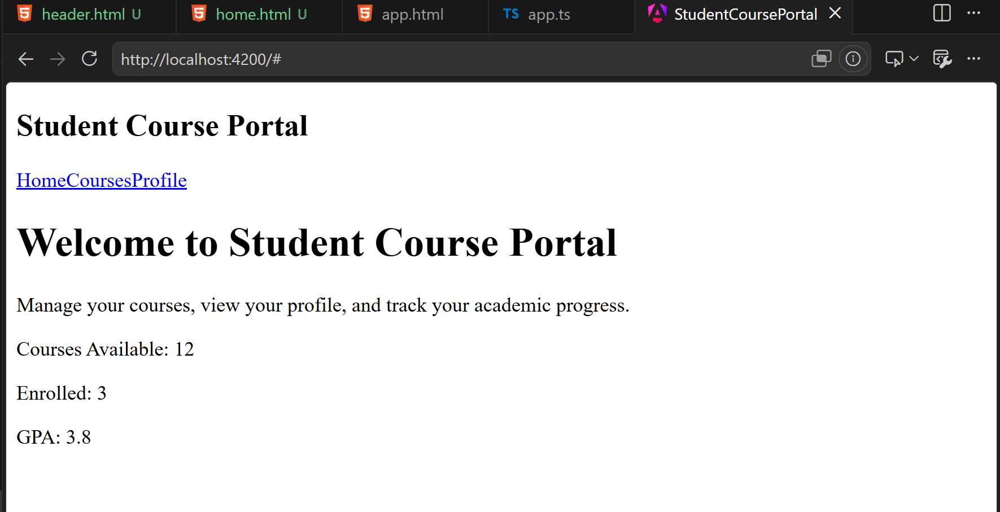 header.html U home.html U app.html TS app.ts StudentCoursePortal
http://localhost:4200/#
Student Course Portal
HomeCoursesProfile
Welcome to Student Course Portal
Manage your courses, view your profile, and track your academic progress.
Courses Available: 12
Enrolled: 3
GPA: 3.8